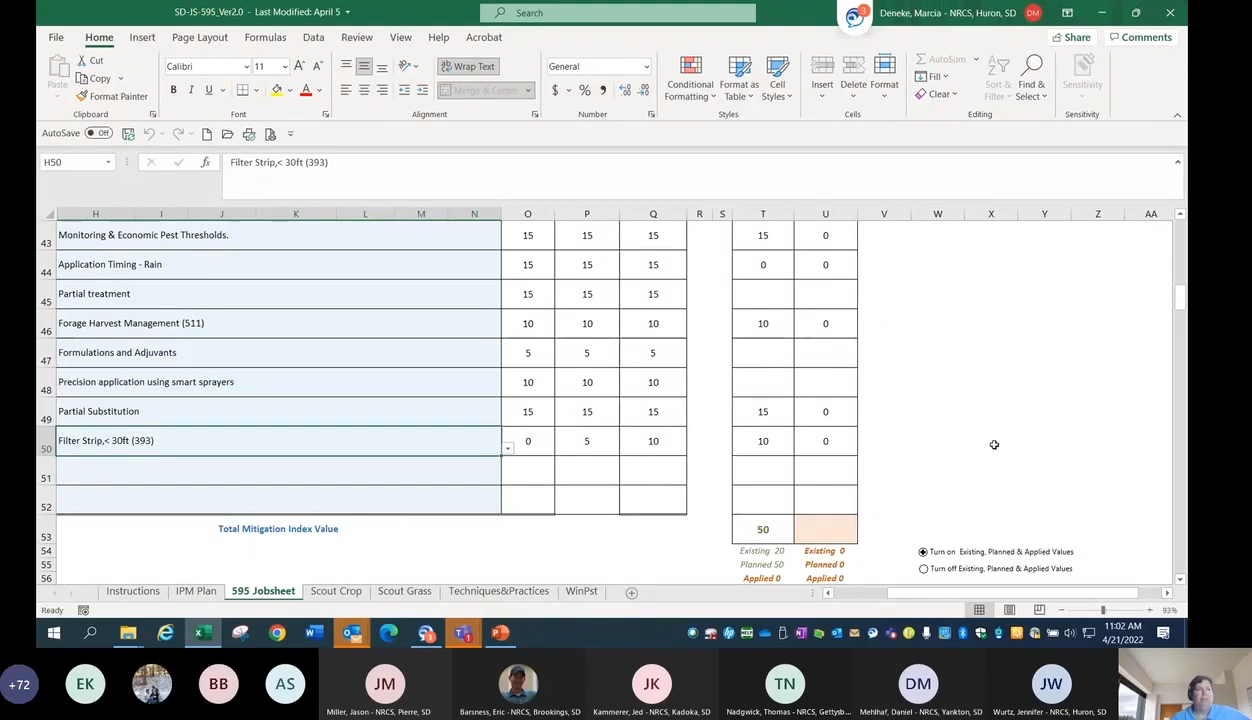 SD-JS-595_Ver2.0 - Last Modified: April 5
Search
3
Deneke, Marcia - NRCS, Huron, SD
DM
File Home Insert Page Layout Formulas Data Review View Help Acrobat
Share Comments
Paste
Cut
Copy
Format Painter
Clipboard
Calibri 11
B I U
Font
Wrap Text
Merge & Center
Alignment
General
$ % 9
Number
Conditional Formatting
Format as Table
Cell Styles
Styles
Insert Delete Format
Cells
AutoSum
Fill
Clear
Sort & Filter
Find & Select
Editing
Sensitivity
Sensitivity
AutoSave Off
H50 fx Filter Strip,< 30ft (393)
H I J K L M N O P Q R S T U V W X Y Z AA
43 Monitoring & Economic Pest Thresholds. 15 15 15 15 0
44 Application Timing - Rain 15 15 15 0 0
45 Partial treatment 15 15 15
46 Forage Harvest Management (511) 10 10 10 10 0
47 Formulations and Adjuvants 5 5 5
48 Precision application using smart sprayers 10 10 10
49 Partial Substitution 15 15 15 15 0
50 Filter Strip,< 30ft (393) 0 5 10 10 0
51
52
53 Total Mitigation Index Value 50
54 Existing 20 Existing 0 Turn on Existing, Planned & Applied Values
55 Planned 50 Planned 0 Turn off Existing, Planned & Applied Values
56 Applied 0 Applied 0
Instructions IPM Plan 595 Jobsheet Scout Crop Scout Grass Techniques&Practices WinPst
Ready 93%
11:02 AM
4/21/2022
+72 EK BB AS JM JK TN DM JW
Miller, Jason - NRCS, Pierre, SD
Barsness, Eric - NRCS, Brookings, SD
Kammerer, Jed - NRCS, Kadoka, SD
Nadgwick, Thomas - NRCS, Gettysb
Mehlhaf, Daniel - NRCS, Yankton, SD
Wurtz, Jennifer - NRCS, Huron, SD